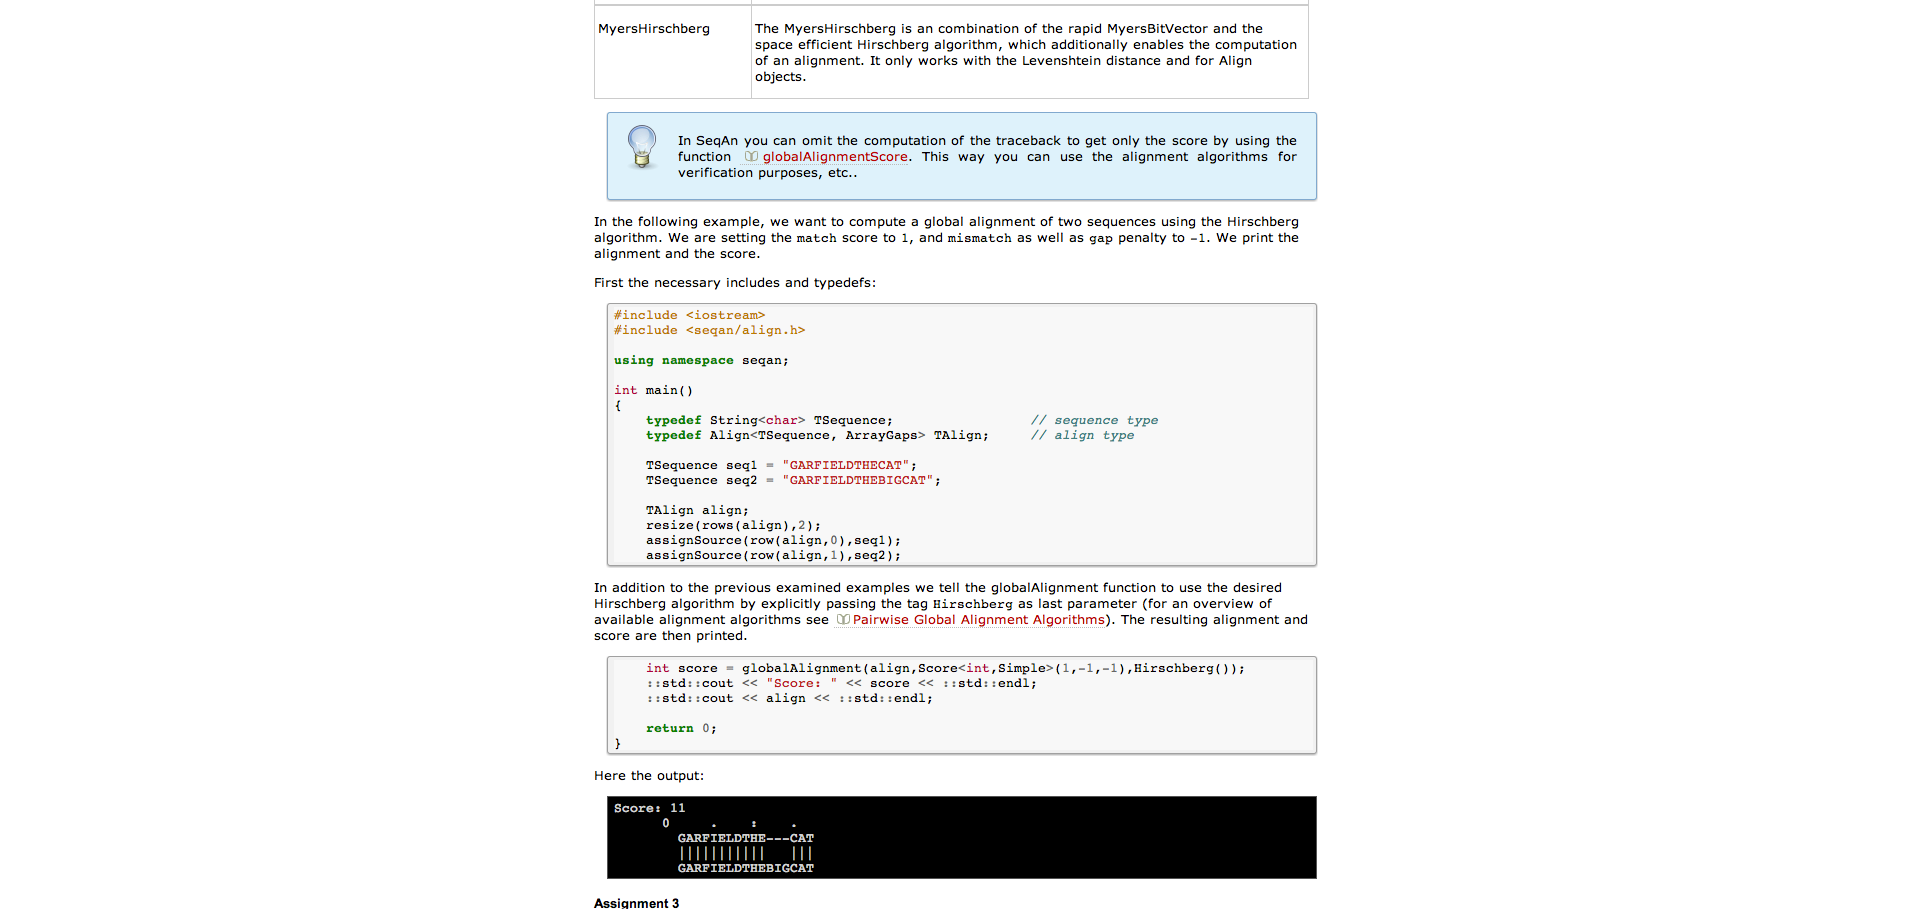 MyersHirschberg
The MyersHirschberg is an combination of the rapid MyersBitVector and the
space efficient Hirschberg algorithm, which additionally enables the computation
of an alignment. It only works with the Levenshtein distance and for Align
objects.
In SeqAn you can omit the computation of the traceback to get only the score by using the
function globalAlignmentScore. This way you can use the alignment algorithms for
verification purposes, etc..
In the following example, we want to compute a global alignment of two sequences using the Hirschberg
algorithm. We are setting the match score to 1, and mismatch as well as gap penalty to -1. We print the
alignment and the score.
First the necessary includes and typedefs:
#include <iostream>
#include <seqan/align.h>
using namespace seqan;
int main()
{
    typedef String<char> TSequence;                 // sequence type
    typedef Align<TSequence, ArrayGaps> TAlign;     // align type
    TSequence seq1 = "GARFIELDTHECAT";
    TSequence seq2 = "GARFIELDTHEBIGCAT";
    TAlign align;
    resize(rows(align),2);
    assignSource(row(align,0),seq1);
    assignSource(row(align,1),seq2);
In addition to the previous examined examples we tell the globalAlignment function to use the desired
Hirschberg algorithm by explicitly passing the tag Hirschberg as last parameter (for an overview of
available alignment algorithms see Pairwise Global Alignment Algorithms). The resulting alignment and
score are then printed.
    int score = globalAlignment(align,Score<int,Simple>(1,-1,-1),Hirschberg());
    ::std::cout << "Score: " << score << ::std::endl;
    ::std::cout << align << ::std::endl;
    return 0;
}
Here the output:
Score: 11
      0     .    :    .
        GARFIELDTHE---CAT
        |||||||||||   |||
        GARFIELDTHEBIGCAT
Assignment 3